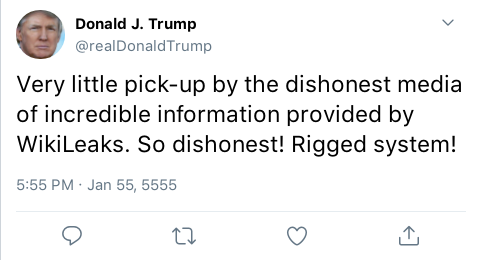 Donald J. Trump
@realDonaldTrump
Very little pick-up by the dishonest media
of incredible information provided by
WikiLeaks. So dishonest! Rigged system!
5:55 PM · Jan 55, 5555